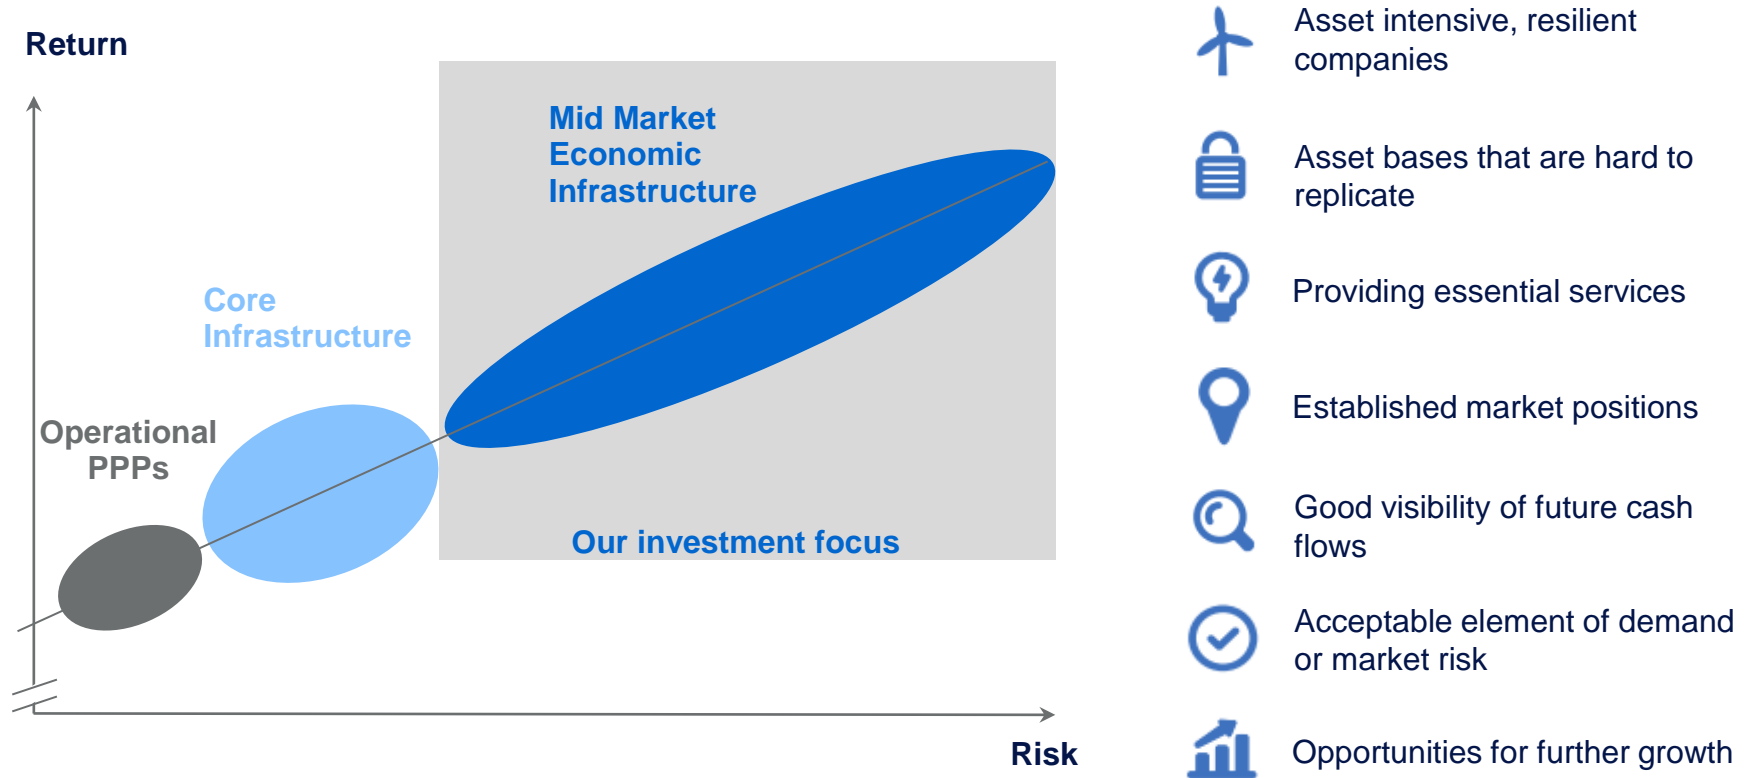 Return
Mid Market
Economic
Infrastructure
Core
Infrastructure
Operational
PPPs
Our investment focus
Risk
Asset intensive, resilient
companies
Asset bases that are hard to
replicate
Providing essential services
Established market positions
Good visibility of future cash
flows
Acceptable element of demand
or market risk
Opportunities for further growth